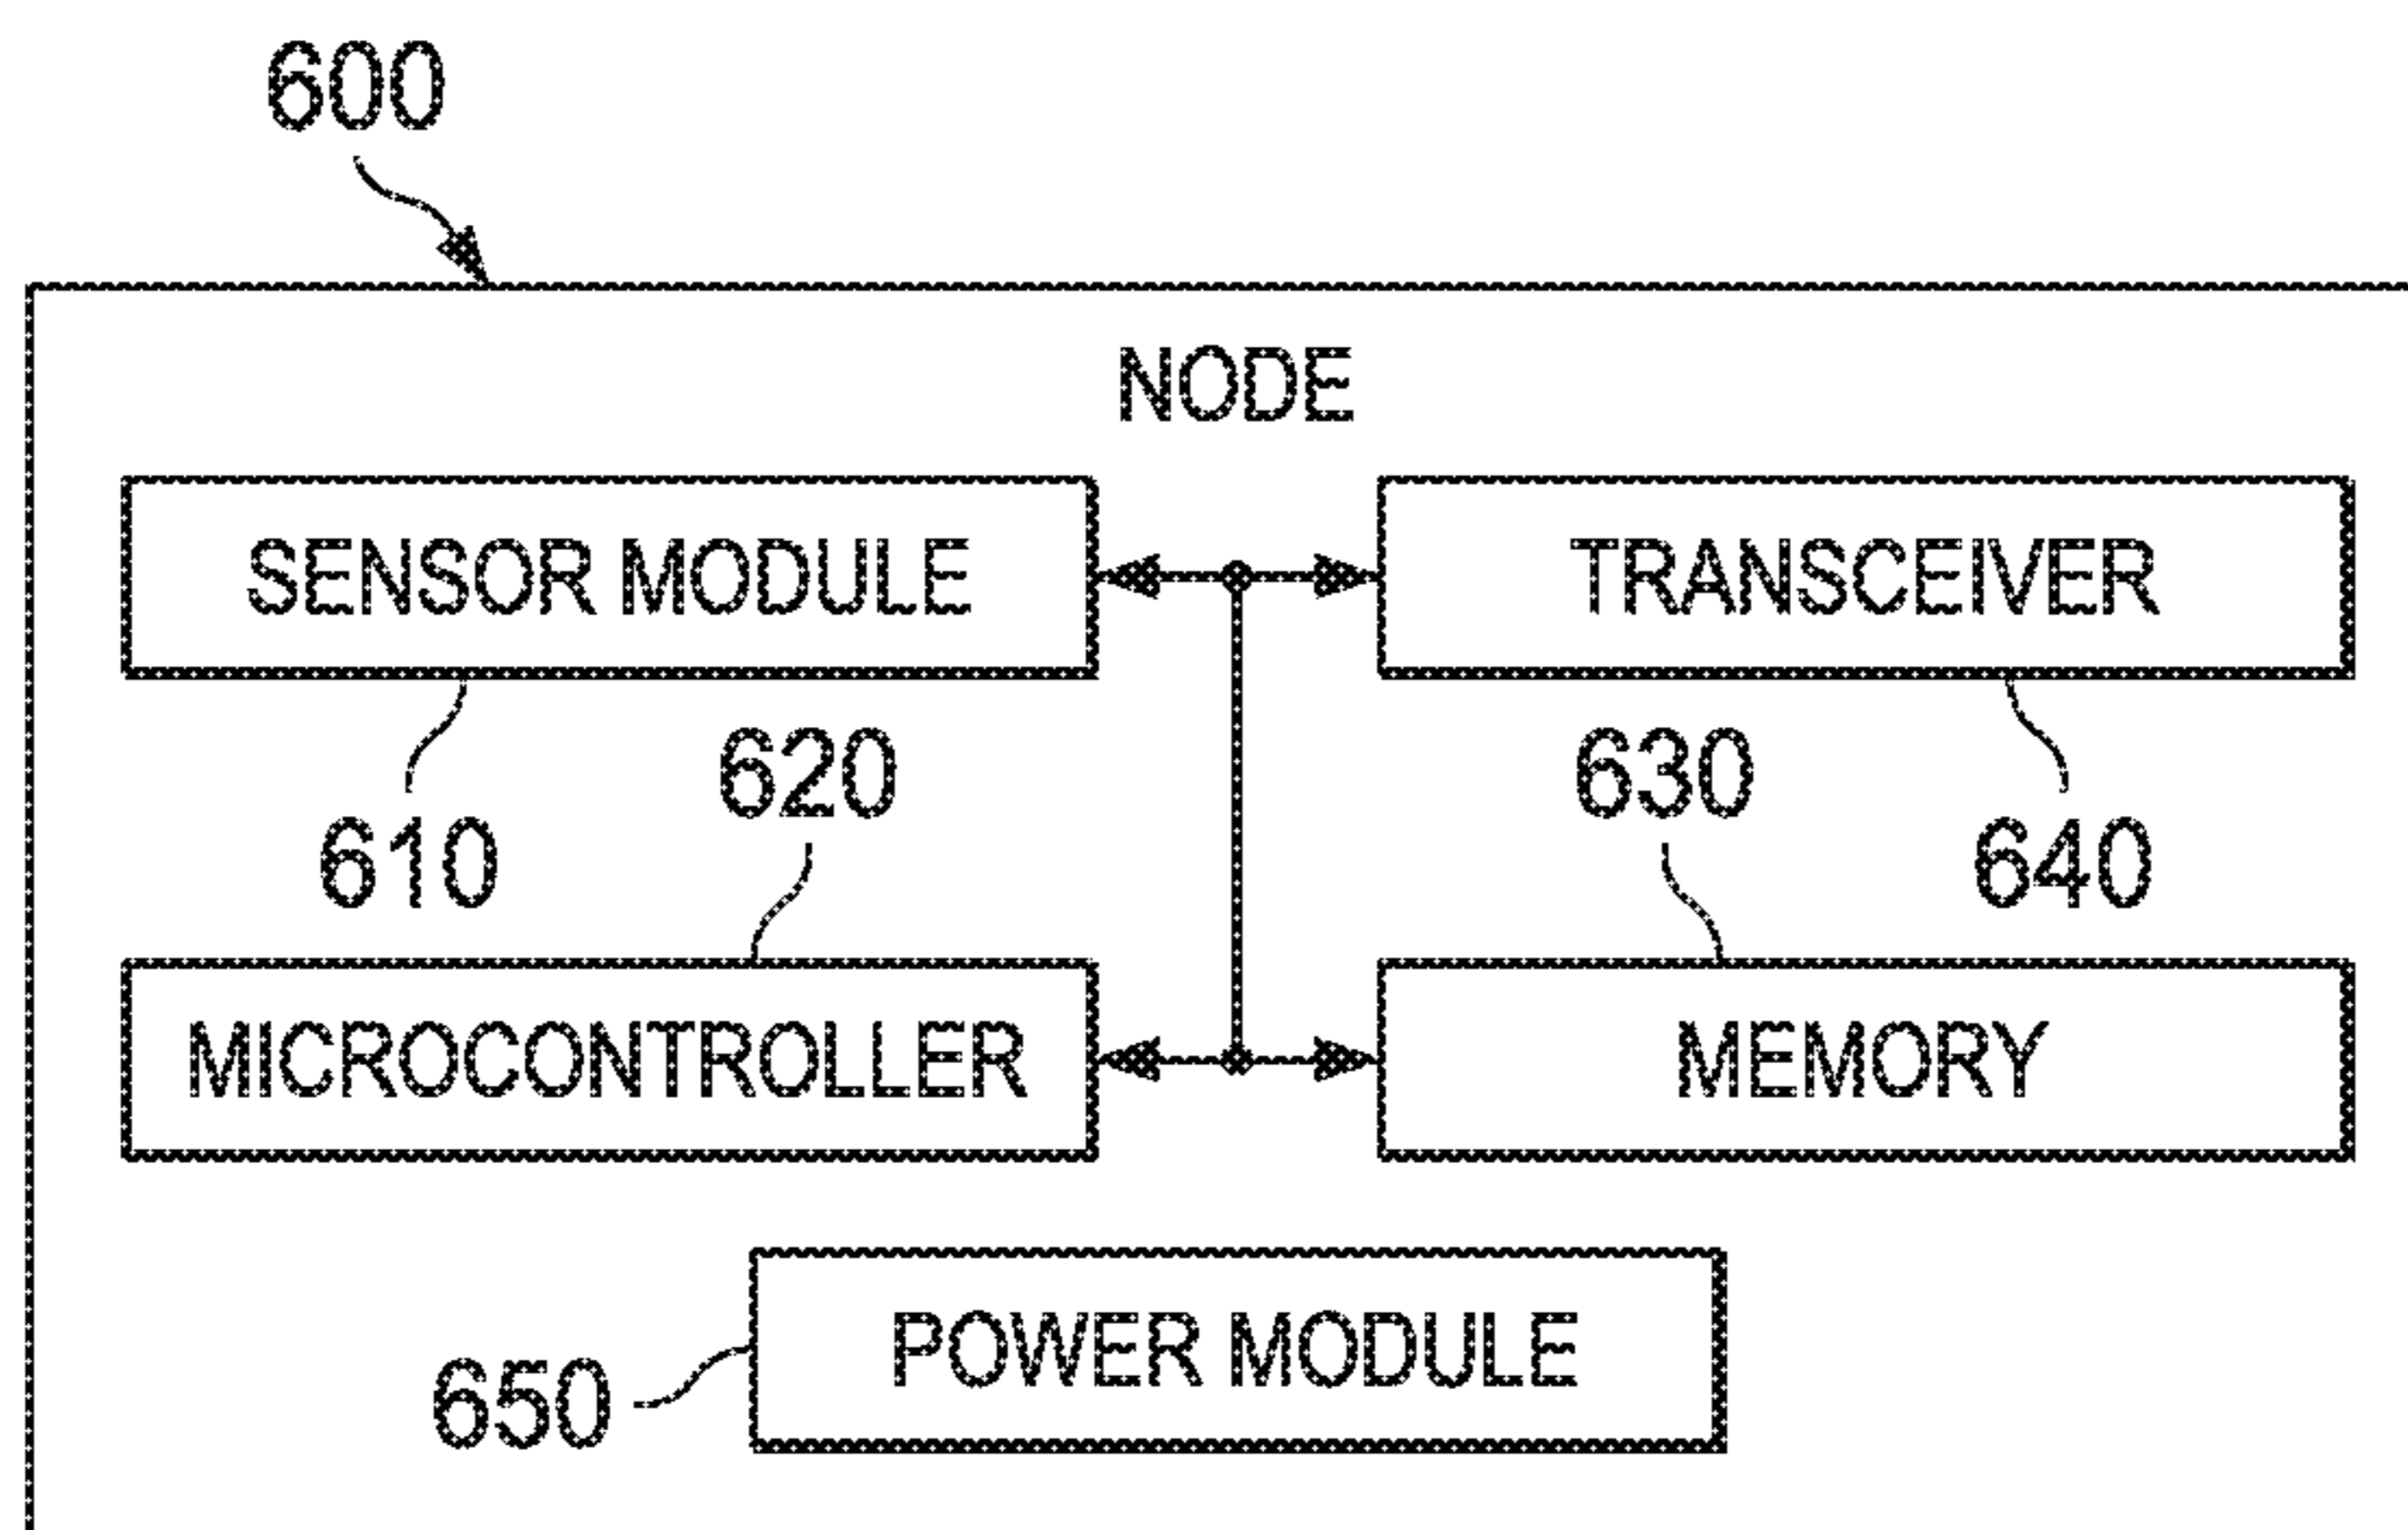 600
NODE
SENSOR MODULE
TRANSCEIVER
610
620
630
640
MICROCONTROLLER
MEMORY
650
POWER MODULE